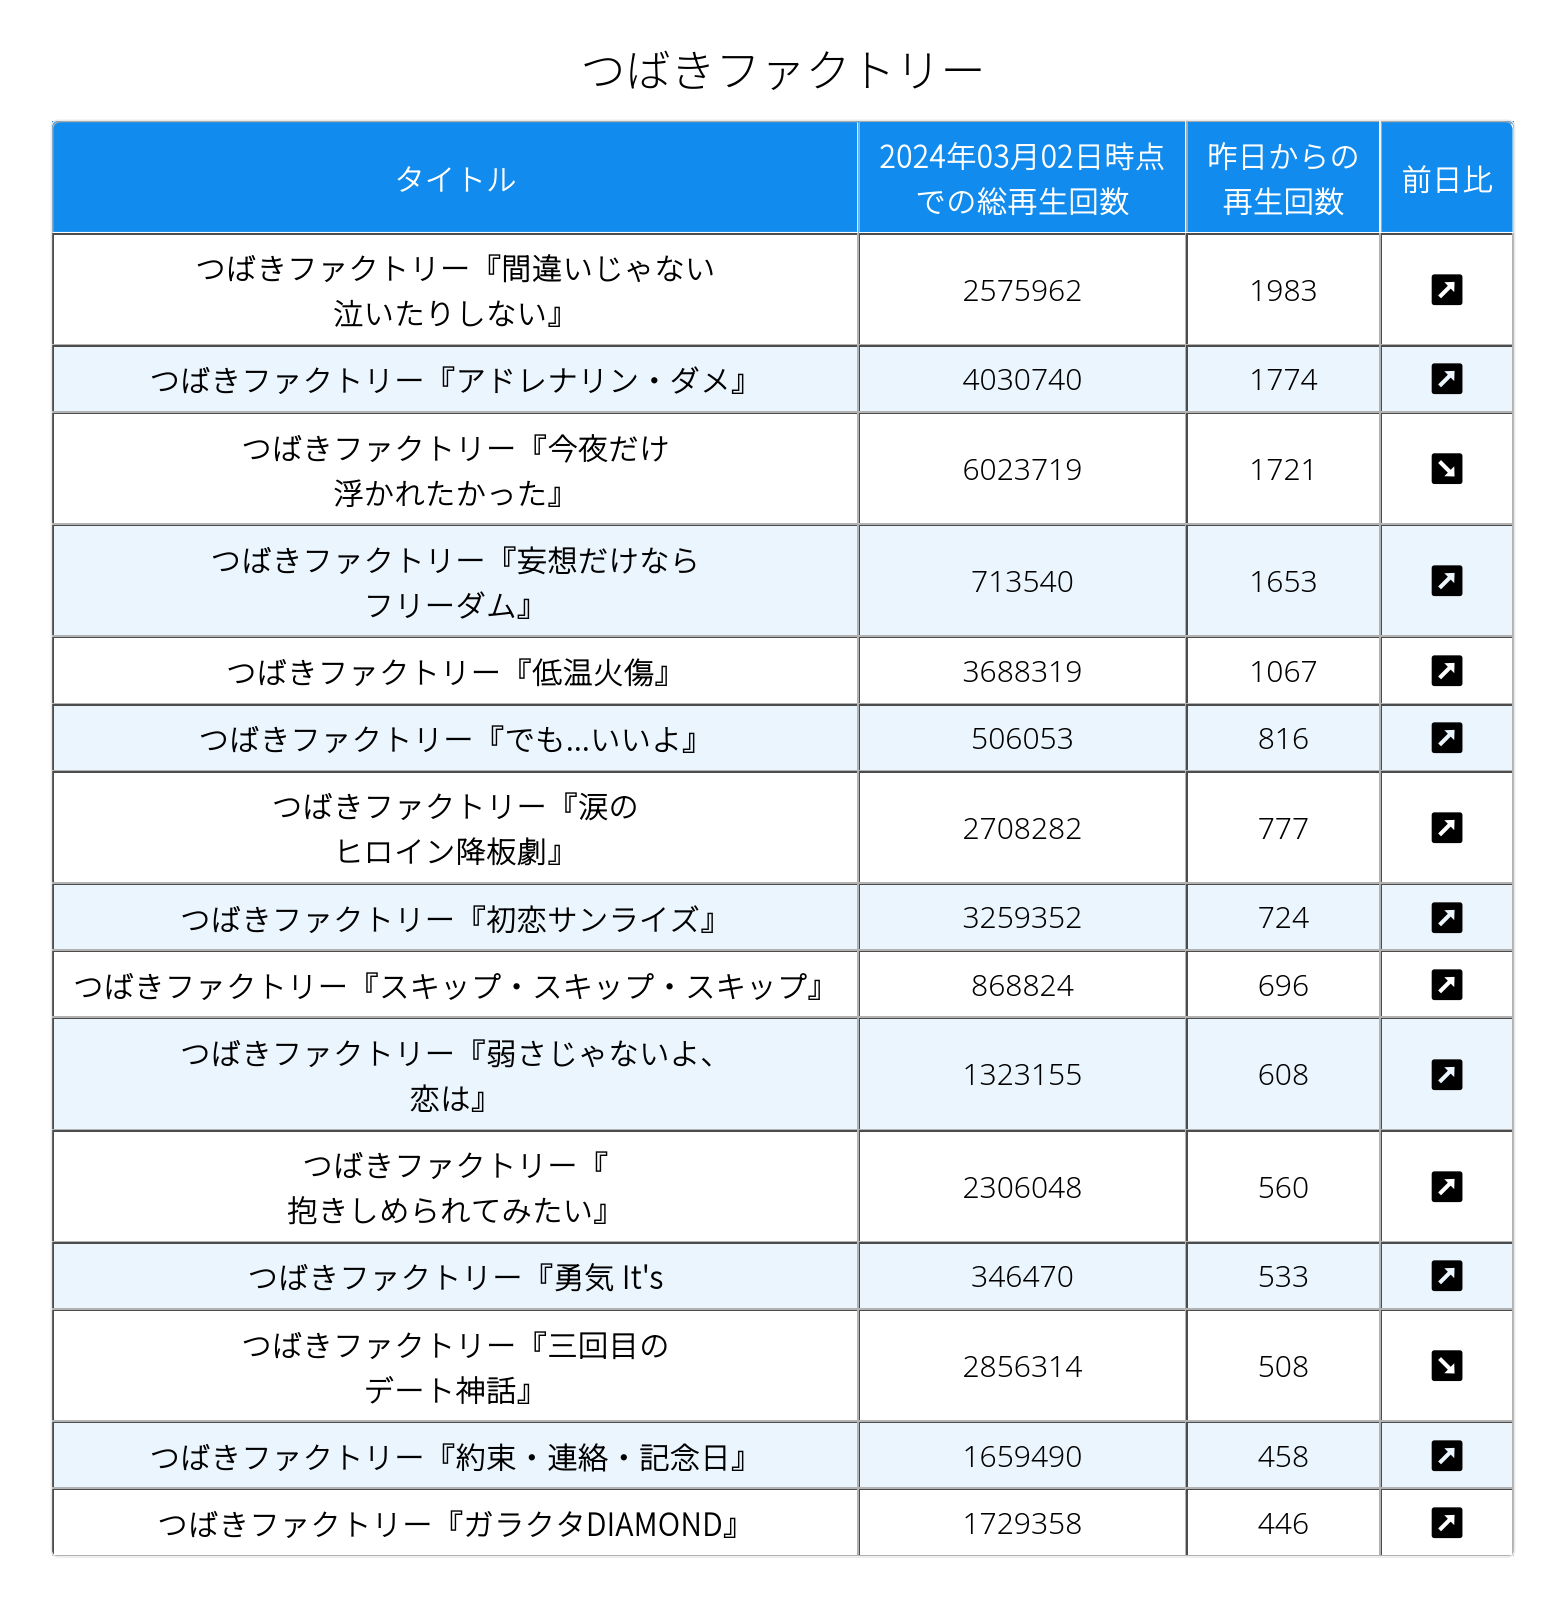 つばきファクトリー
タイトル
2024年03月02日時点
での総再生回数
昨日からの
再生回数
前日比
つばきファクトリー『間違いじゃない
泣いたりしない』
2575962
1983
つばきファクトリー『アドレナリン・ダメ』
4030740
1774
つばきファクトリー『今夜だけ
浮かれたかった』
6023719
1721
つばきファクトリー『妄想だけなら
フリーダム』
713540
1653
つばきファクトリー『低温火傷』
3688319
1067
つばきファクトリー『でも...いいよ』
506053
816
つばきファクトリー『涙の
ヒロイン降板劇』
2708282
777
つばきファクトリー『初恋サンライズ』
3259352
724
つばきファクトリー『スキップ・スキップ・スキップ』
868824
696
つばきファクトリー『弱さじゃないよ、
恋は』
1323155
608
つばきファクトリー『
抱きしめられてみたい』
2306048
560
つばきファクトリー『勇気 It's
346470
533
つばきファクトリー『三回目の
デート神話』
2856314
508
つばきファクトリー『約束・連絡・記念日』
1659490
458
つばきファクトリー『ガラクタDIAMOND』
1729358
446